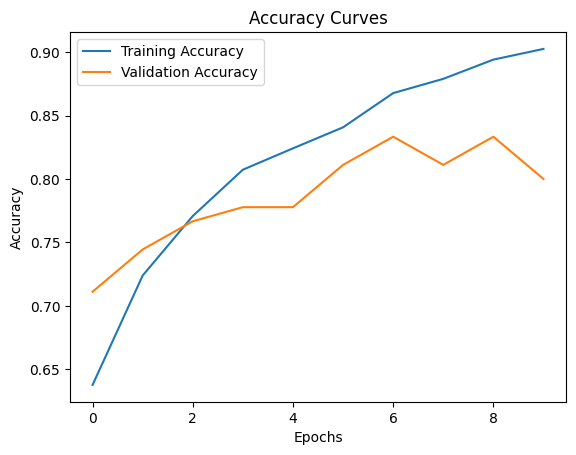 Accuracy Curves
Training Accuracy
Validation Accuracy
0.90
0.85
0.80
0.75
0.70
0.65
Accuracy
0 2 4 6 8
Epochs